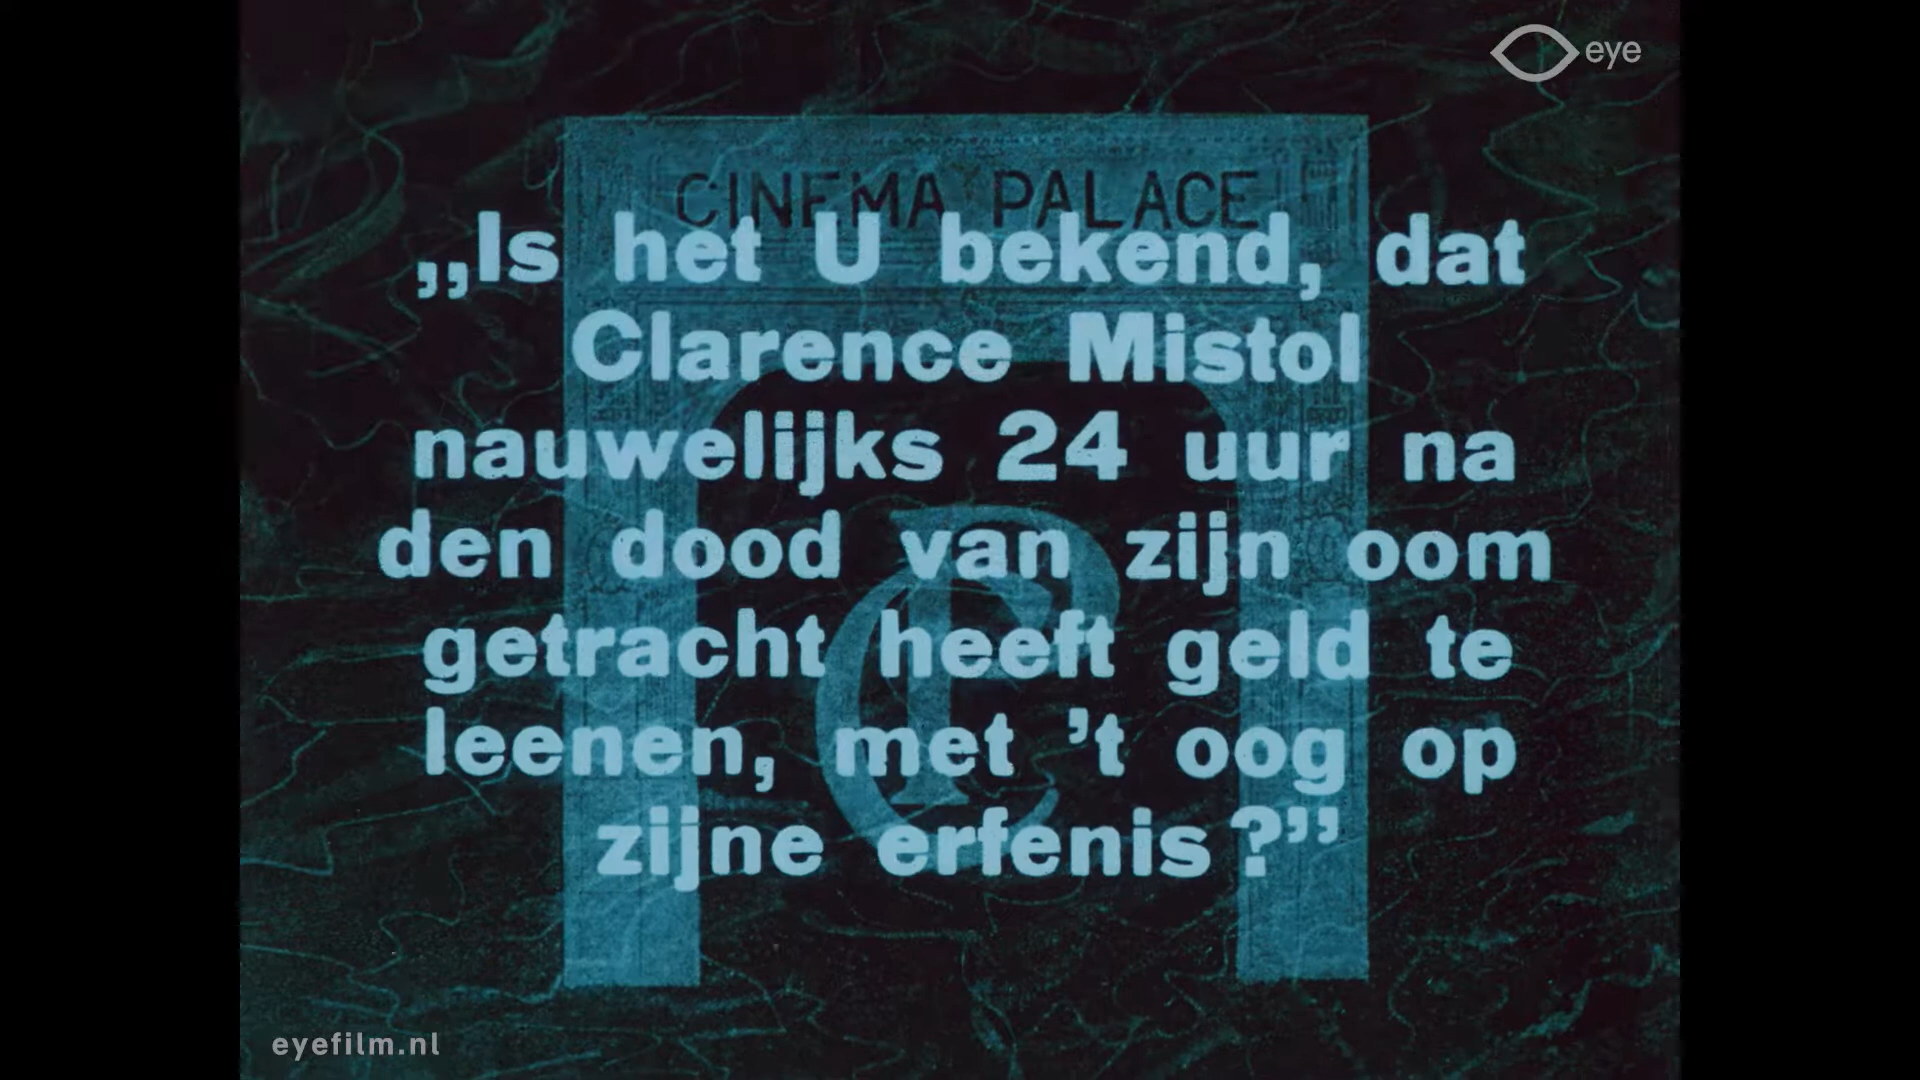 eye
CINEMA PALACE
„Is het U bekend, dat
Clarence Mistol
nauwelijks 24 uur na
den dood van zijn oom
getracht heeft geld te
leenen, met ’t oog op
zijne erfenis?”
eyefilm.nl